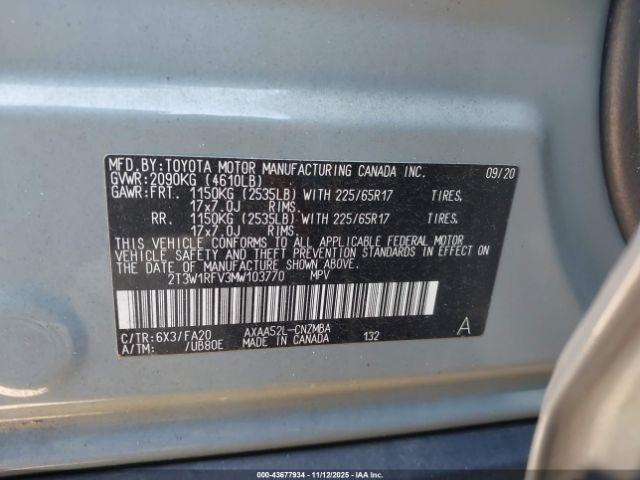 MFD.BY:TOYOTA MOTOR MANUFACTURING CANADA INC. 09/20
GVWR:2090KG (4610LB)
GAWR:FRT. 1150KG (2535LB) WITH 225/65R17 TIRES.
17x7.0J RIMS.
RR. 1150KG (2535LB) WITH 225/65R17 TIRES.
17x7.0J RIMS.
THIS VEHICLE CONFORMS TO ALL APPLICABLE FEDERAL MOTOR
VEHICLE SAFETY AND THEFT PREVENTION STANDARDS IN EFFECT ON
THE DATE OF MANUFACTURE SHOWN ABOVE.
2T3W1RFV3MW103770 MPV
C/TR:6X3/FA20 AXAA52L-CNZMBA
A/TM: /UB80E MADE IN CANADA 132 A
000-43677934 - 11/12/2025 - IAA Inc.